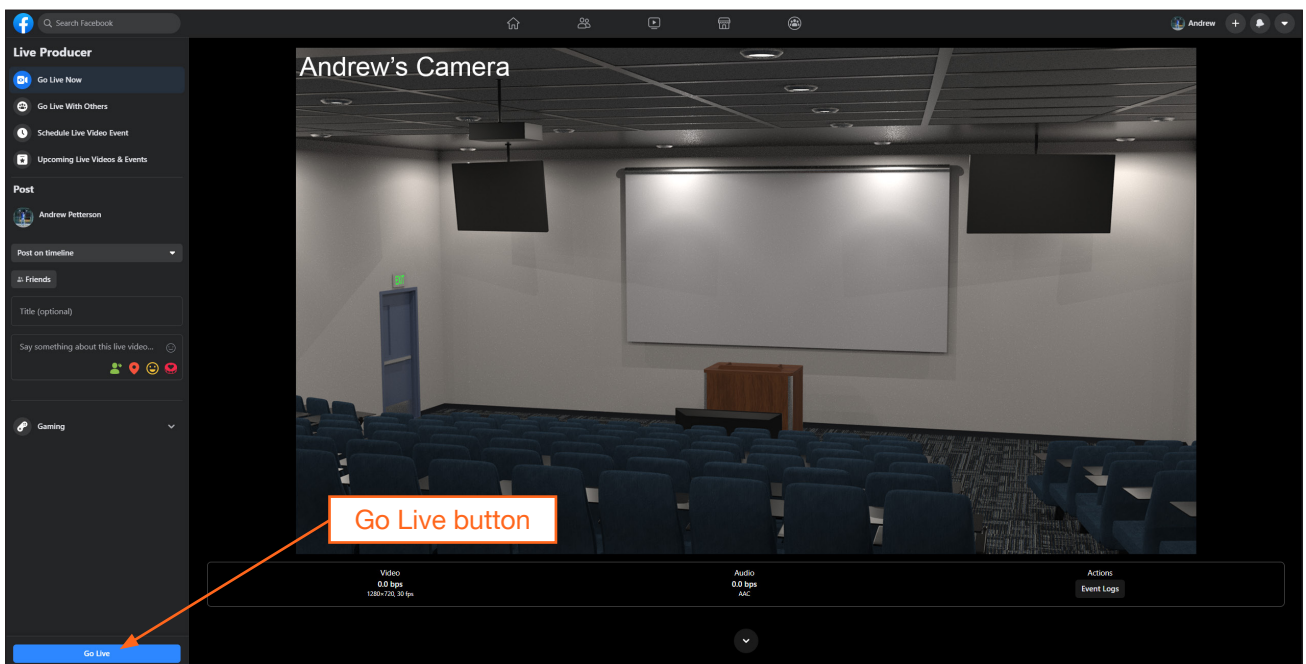 Search Facebook
Andrew
Live Producer
Go Live Now
Go Live With Others
Schedule Live Video Event
Upcoming Live Videos & Events
Post
Andrew Petterson
Post on timeline
Friends
Title (optional)
Say something about this live video...
Gaming
Go Live
Andrew's Camera
EXIT
Go Live button
Video
0.0 bps
1280×720, 30 fps
Audio
0.0 bps
AAC
Actions
Event Logs